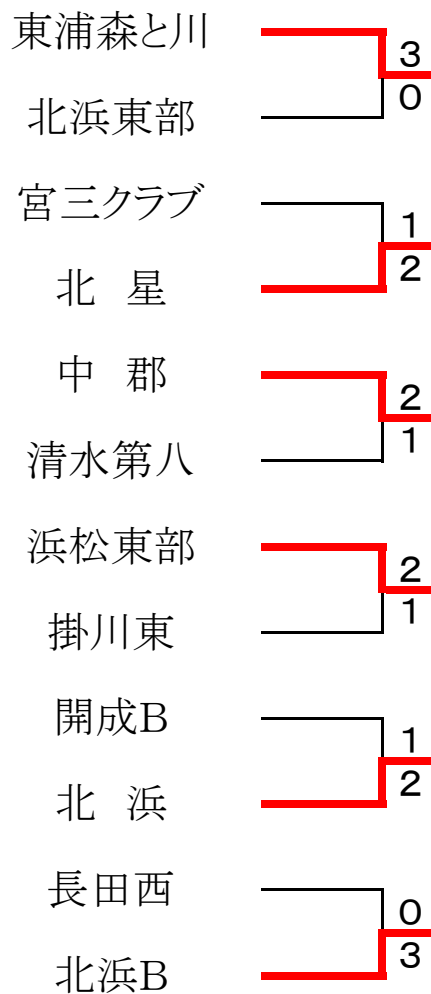 東浦森と川
3
0
北浜東部
宮三クラブ
1
2
北　星
中　郡
2
1
清水第八
浜松東部
2
1
掛川東
開成B
1
2
北　浜
長田西
0
3
北浜B